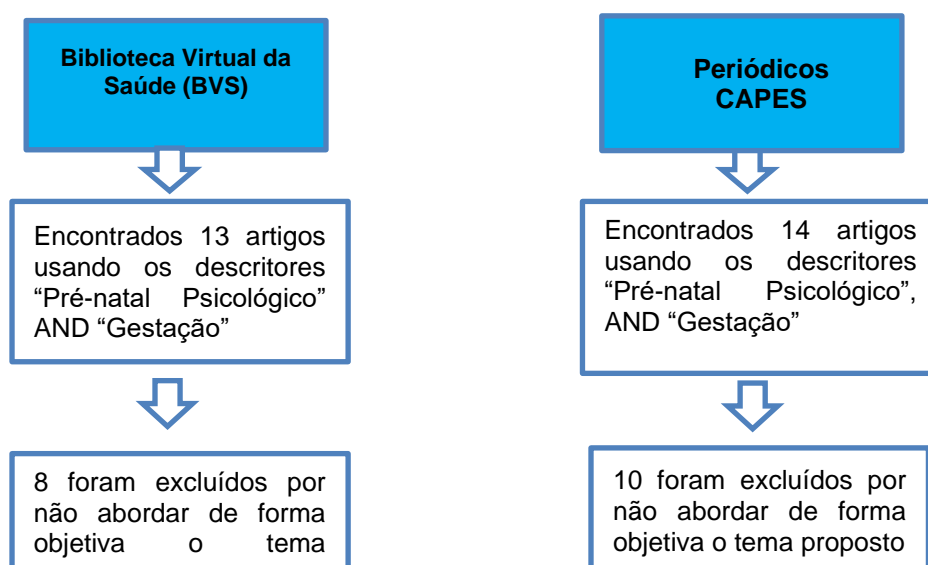 Biblioteca Virtual da
Saúde (BVS)
Encontrados 13 artigos
usando os descritores
“Pré-natal Psicológico”
AND “Gestação”
8 foram excluídos por
não abordar de forma
objetiva o tema
Periódicos
CAPES
Encontrados 14 artigos
usando os descritores
“Pré-natal Psicológico”,
AND “Gestação”
10 foram excluídos por
não abordar de forma
objetiva o tema proposto